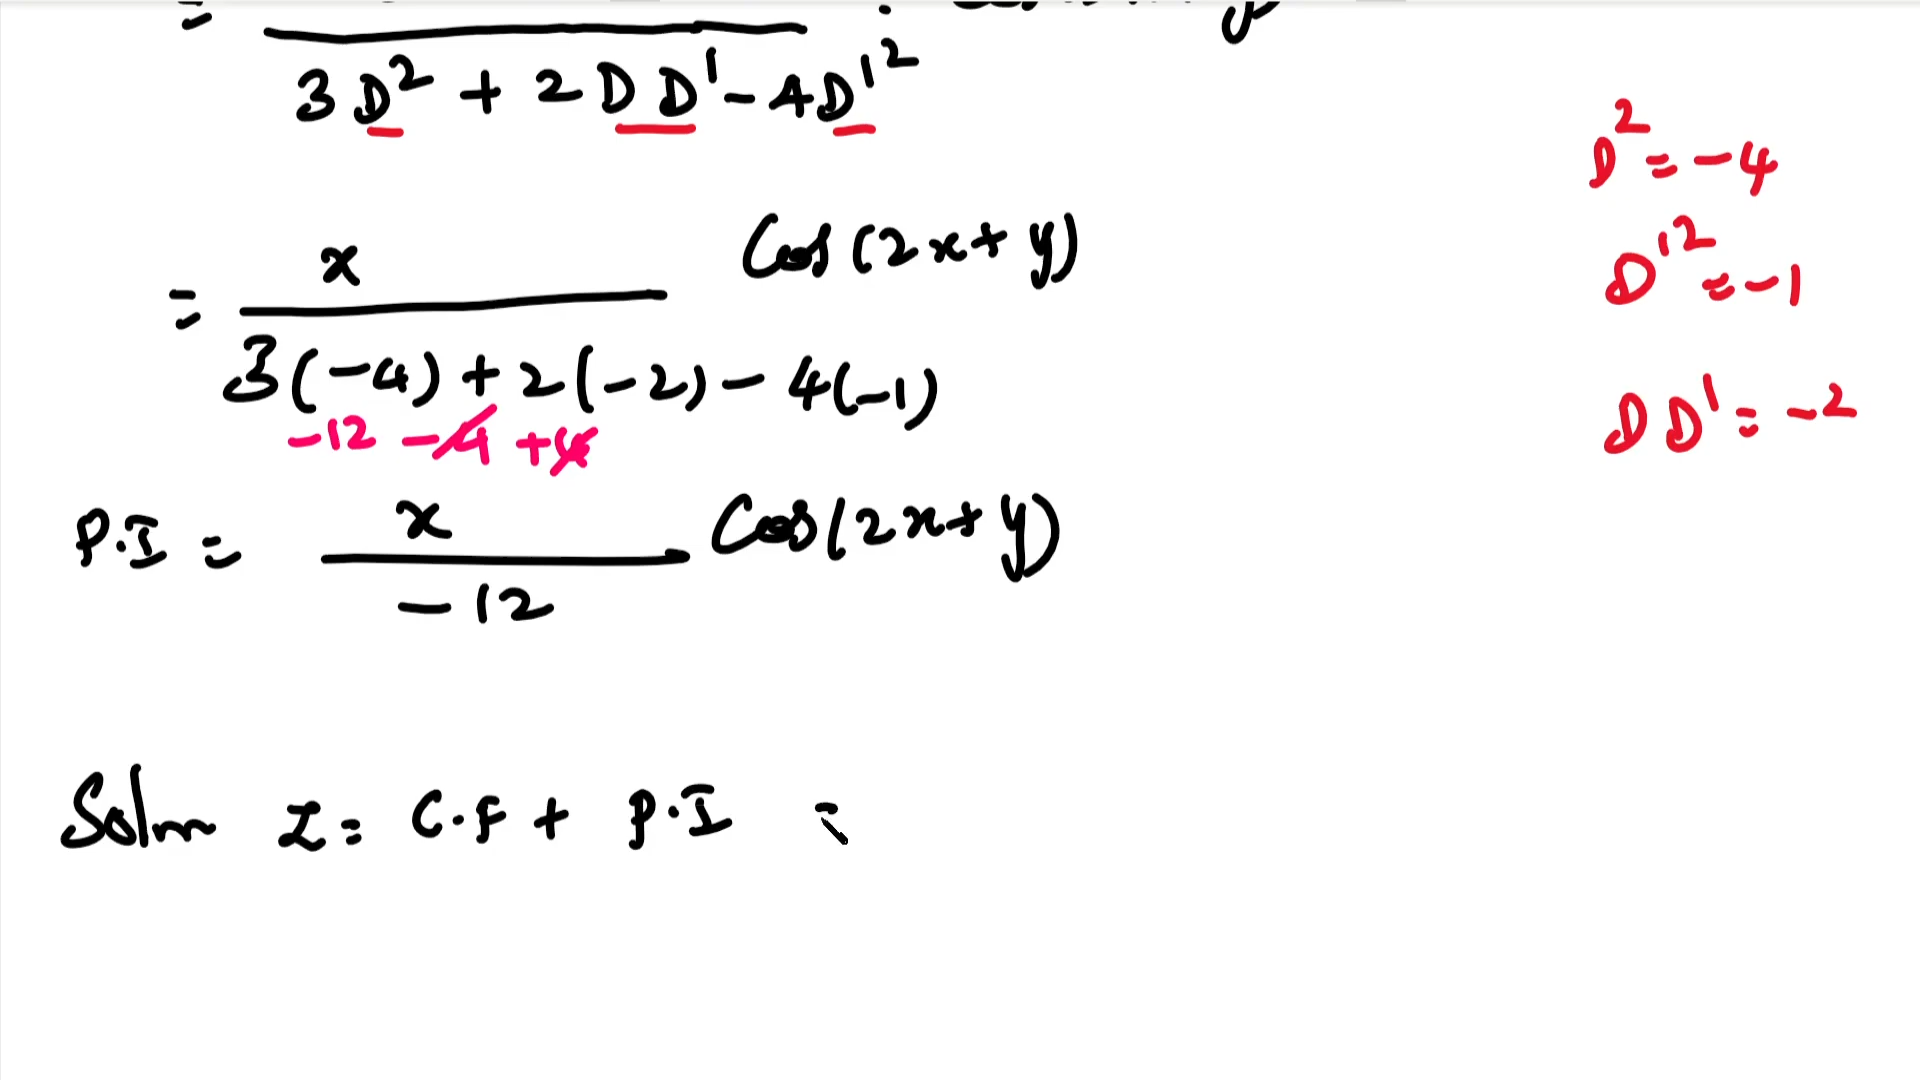 =
3D² + 2DD' - 4D'²
D² = -4
= x / 3(-4) + 2(-2) - 4(-1) Cos(2x+y)
D'² = -1
-12 -4 +4
DD' = -2
P.I = x / -12 Cos(2x+y)
Soln z = C.F + P.I =